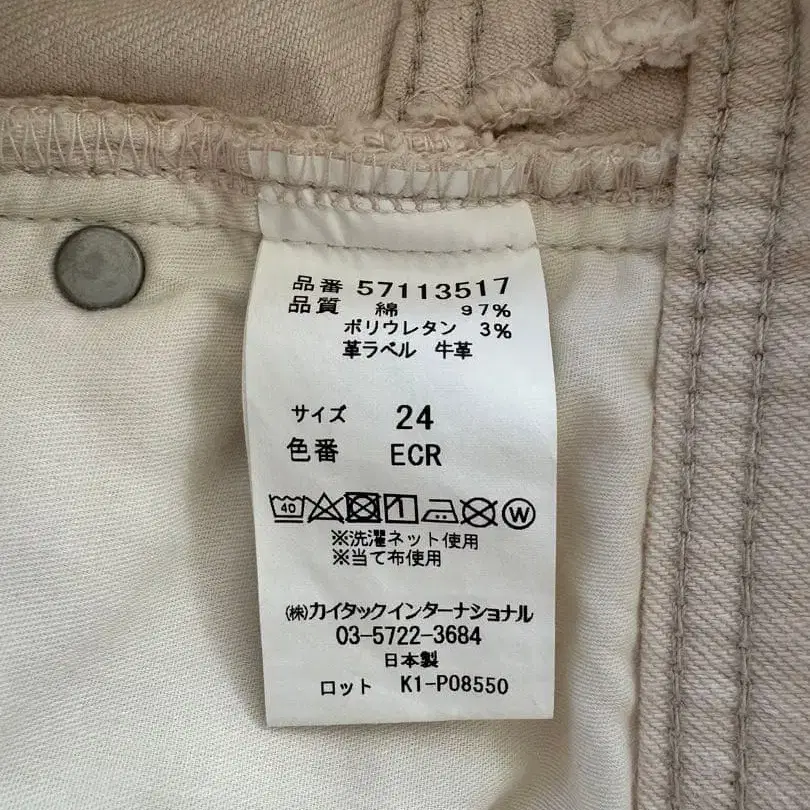 品番 57113517
品質 綿 97%
ポリウレタン 3%
革ラベル 牛革
サイズ 24
色番 ECR
40 W
※洗濯ネット使用
※当て布使用
㈱カイタックインターナショナル
03-5722-3684
日本製
ロット K1-P08550